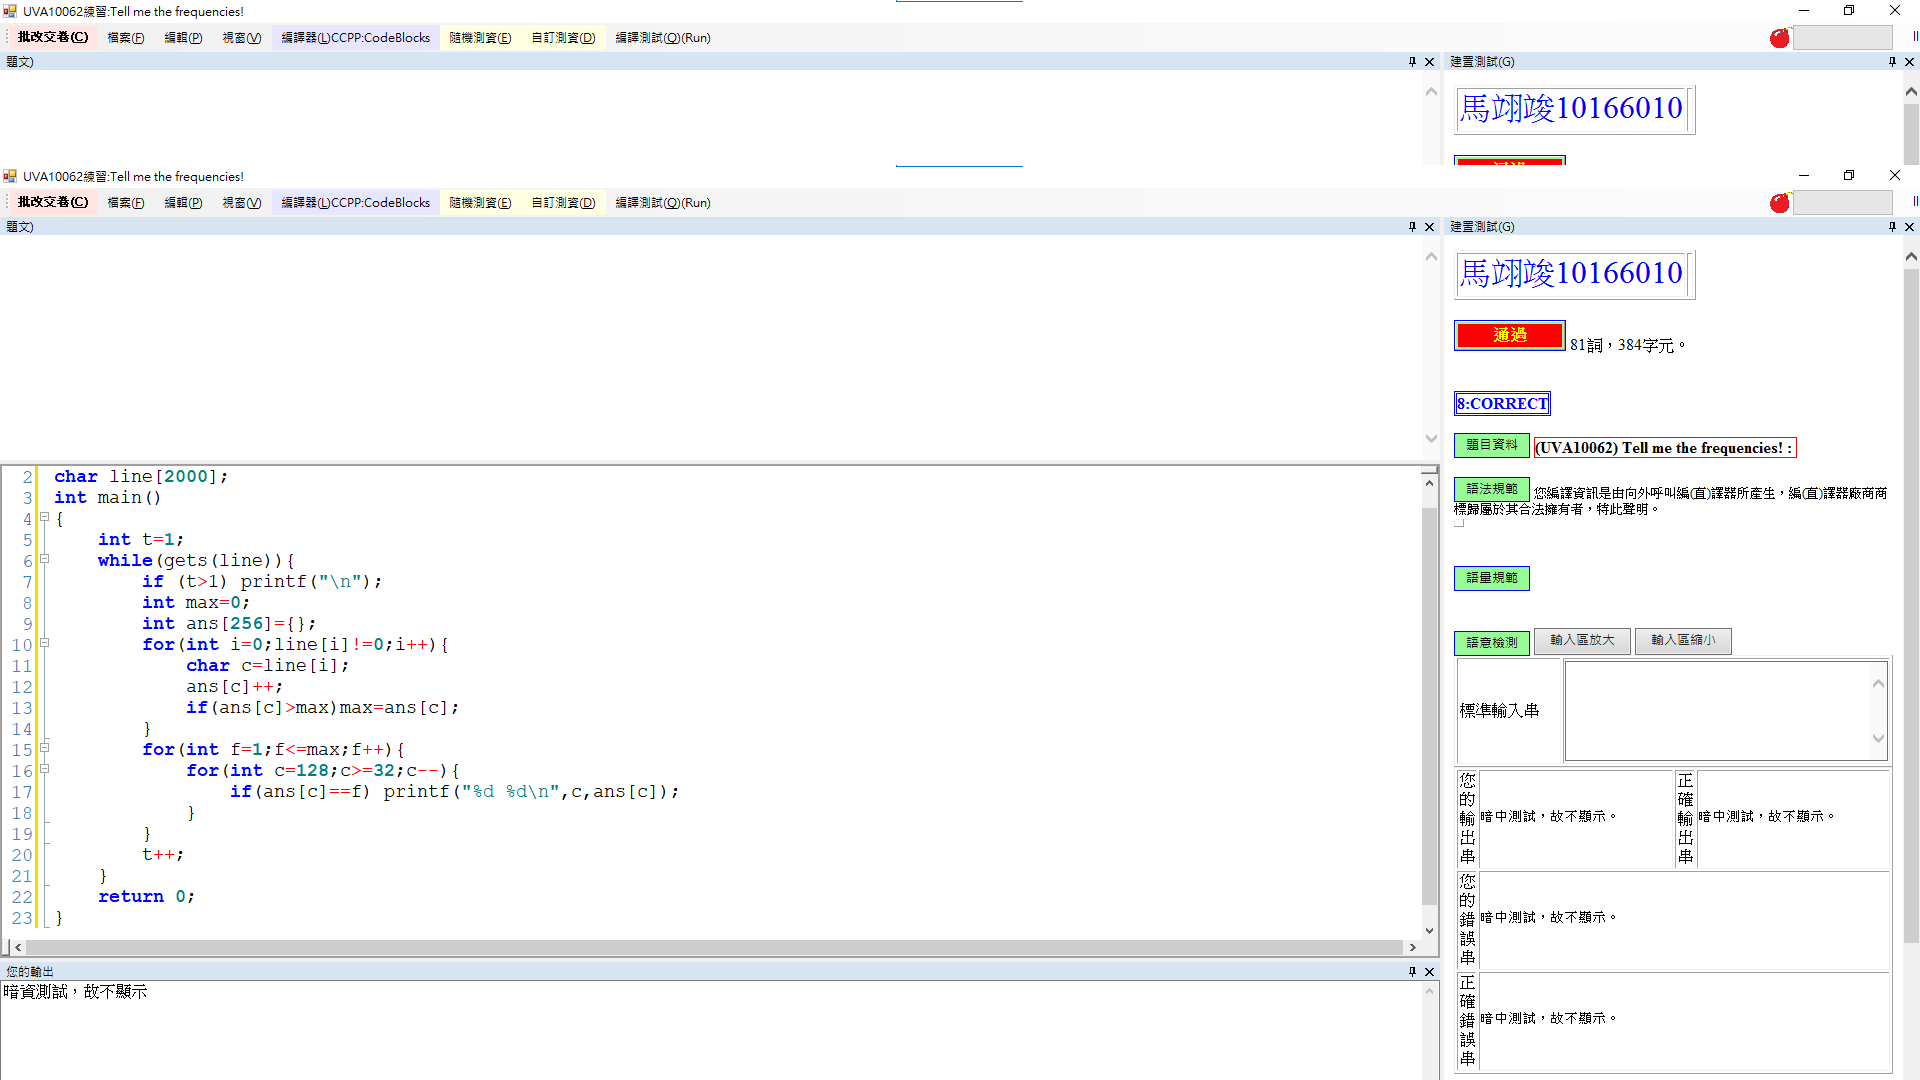 UVA10062練習:Tell me the frequencies!
批改交卷(C) 檔案(F) 編輯(P) 視窗(V) 編譯器(L)CCPP:CodeBlocks 隨機測資(E) 自訂測資(D) 編譯測試(Q)(Run)
題文)
建置測試(G)
馬翊竣10166010
UVA10062練習:Tell me the frequencies!
批改交卷(C) 檔案(F) 編輯(P) 視窗(V) 編譯器(L)CCPP:CodeBlocks 隨機測資(E) 自訂測資(D) 編譯測試(Q)(Run)
題文)
2 char line[2000];
3 int main()
4 {
5 int t=1;
6 while(gets(line)){
7 if (t>1) printf("\n");
8 int max=0;
9 int ans[256]={};
10 for(int i=0;line[i]!=0;i++){
11 char c=line[i];
12 ans[c]++;
13 if(ans[c]>max)max=ans[c];
14 }
15 for(int f=1;f<=max;f++){
16 for(int c=128;c>=32;c--){
17 if(ans[c]==f) printf("%d %d\n",c,ans[c]);
18 }
19 }
20 t++;
21 }
22 return 0;
23 }
您的輸出
暗資測試，故不顯示
建置測試(G)
馬翊竣10166010
通過 81詞，384字元。
8:CORRECT
題目資料 (UVA10062) Tell me the frequencies! :
語法規範 您編譯資訊是由向外呼叫編(直)譯器所產生，編(直)譯器廠商商
標歸屬於其合法擁有者，特此聲明。
語量規範
語意檢測 輸入區放大 輸入區縮小
標準輸入串
您的輸出串 暗中測試，故不顯示。 正確輸出串 暗中測試，故不顯示。
您的錯誤串 暗中測試，故不顯示。
正確錯誤串 暗中測試，故不顯示。